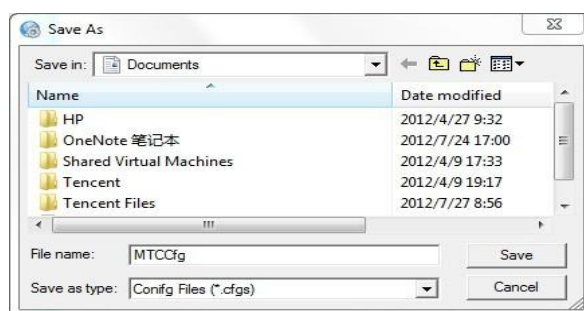 Save As
Save in: Documents
Name Date modified
HP 2012/4/27 9:32
OneNote 笔记本 2012/7/24 17:00
Shared Virtual Machines 2012/4/9 17:33
Tencent 2012/4/9 19:17
Tencent Files 2012/7/27 8:56
File name: MTCCfg Save
Save as type: Conifg Files (*.cfgs) Cancel